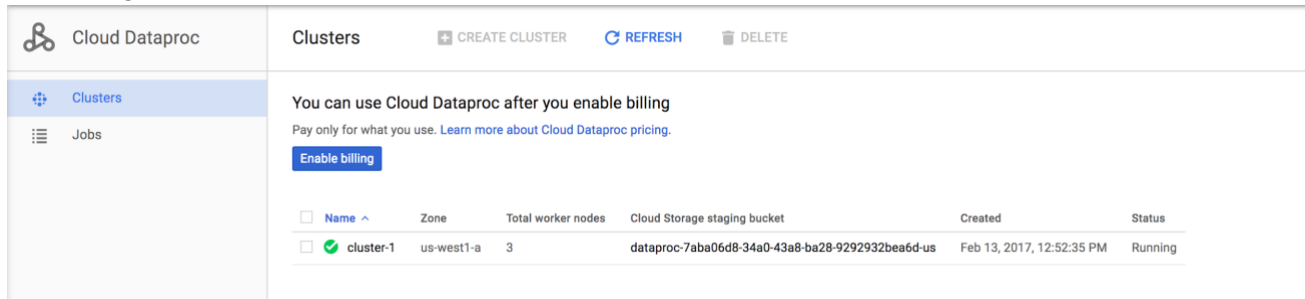 Cloud Dataproc
Clusters
CREATE CLUSTER
REFRESH
DELETE
Clusters
Jobs
You can use Cloud Dataproc after you enable billing
Pay only for what you use. Learn more about Cloud Dataproc pricing.
Enable billing
Name Zone Total worker nodes Cloud Storage staging bucket Created Status
cluster-1 us-west1-a 3 dataproc-7aba06d8-34a0-43a8-ba28-9292932bea6d-us Feb 13, 2017, 12:52:35 PM Running